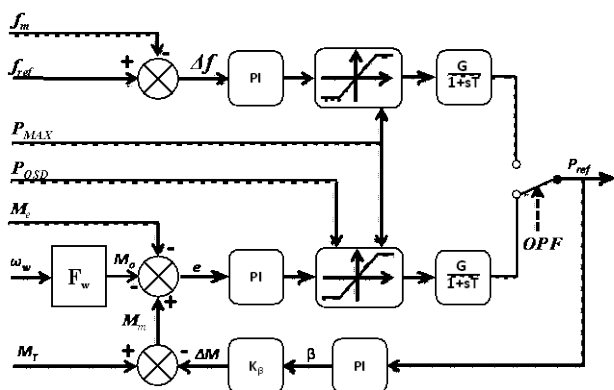 f_m
-
f_ref + Δf PI G/1+sT
P_MAX
P_OSD P_ref
M_e
- OPF
ω_w F_w M_o - e PI G/1+sT
+
M_m
M_T + - ΔM K_β β PI